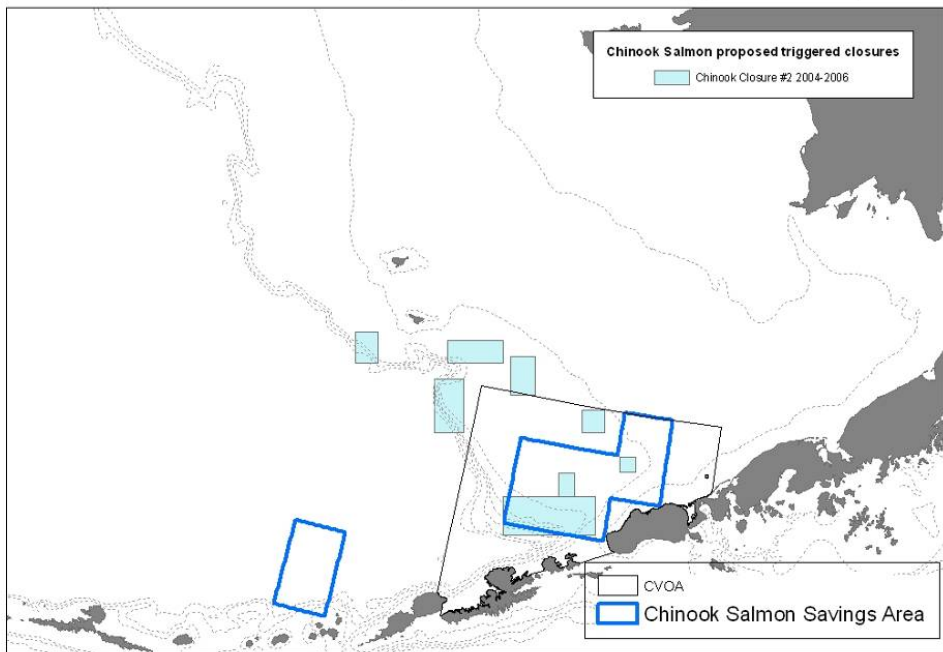 Chinook Salmon proposed triggered closures
Chinook Closure #2 2004-2006
CVOA
Chinook Salmon Savings Area